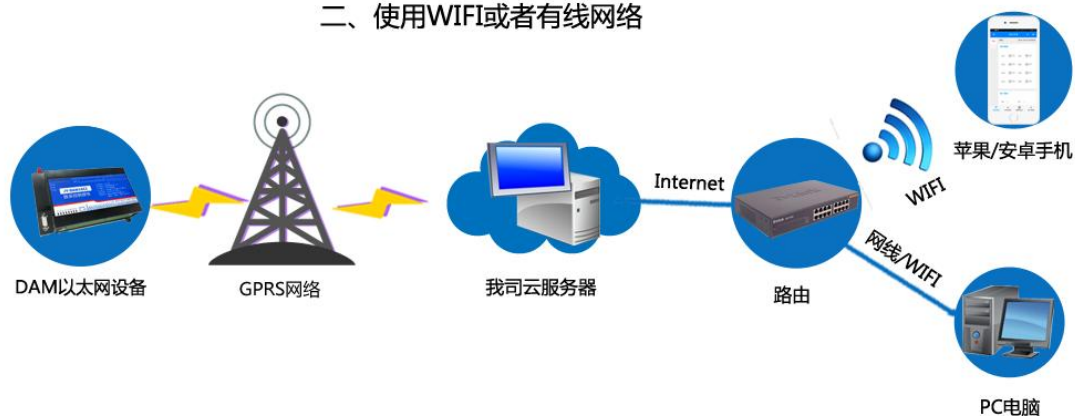 二、使用WIFI或者有线网络
苹果/安卓手机
Internet
WIFI
网线/WIFI
DAM以太网设备
GPRS网络
我司云服务器
路由
PC电脑